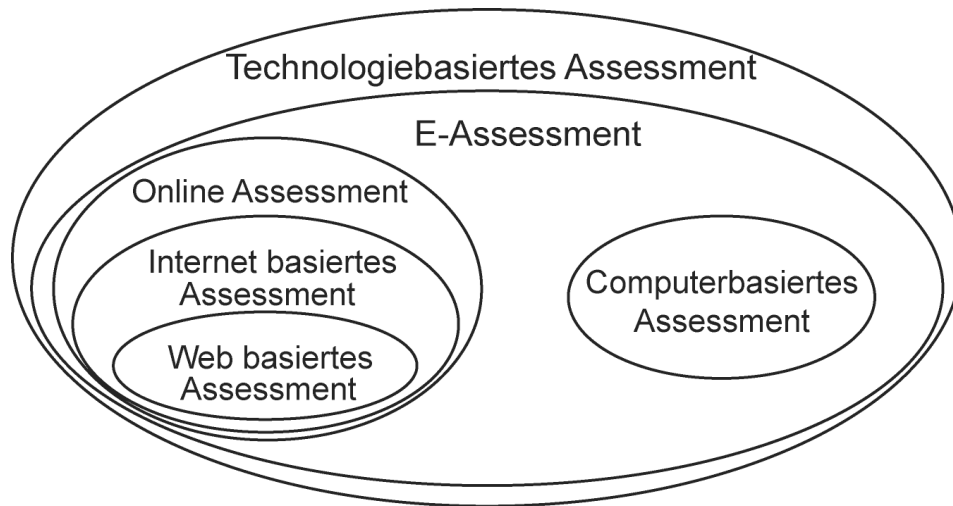 Technologiebasiertes Assessment
E-Assessment
Online Assessment
Internet basiertes
Assessment
Web basiertes
Assessment
Computerbasiertes
Assessment